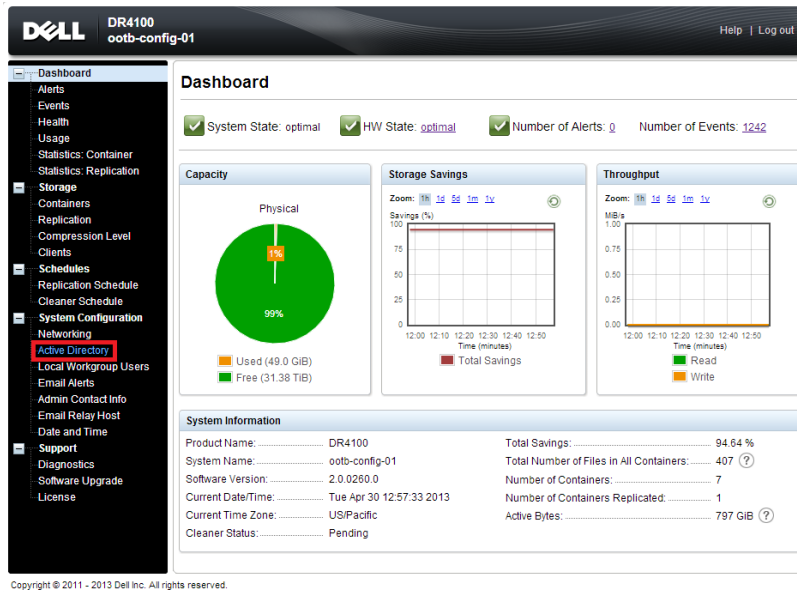 DELL
DR4100
ootb-config-01
Help | Log out
Dashboard
Alerts
Events
Health
Usage
Statistics: Container
Statistics: Replication
Storage
Containers
Replication
Compression Level
Clients
Schedules
Replication Schedule
Cleaner Schedule
System Configuration
Networking
Active Directory
Local Workgroup Users
Email Alerts
Admin Contact Info
Email Relay Host
Date and Time
Support
Diagnostics
Software Upgrade
License
Dashboard
System State: optimal HW State: optimal Number of Alerts: 0 Number of Events: 1242
Capacity
Physical
1%
99%
Used (49.0 GiB)
Free (31.38 TiB)
Storage Savings
Zoom: 1h 1d 5d 1m 1y
Savings (%)
100
75
50
25
0
12:00 12:10 12:20 12:30 12:40 12:50
Time (minutes)
Total Savings
Throughput
Zoom: 1h 1d 5d 1m 1y
MiB/s
1.00
0.75
0.50
0.25
0.00
12:00 12:10 12:20 12:30 12:40 12:50
Time (minutes)
Read
Write
System Information
Product Name: DR4100
System Name: ootb-config-01
Software Version: 2.0.0260.0
Current Date/Time: Tue Apr 30 12:57:33 2013
Current Time Zone: US/Pacific
Cleaner Status: Pending
Total Savings: 94.64 %
Total Number of Files in All Containers: 407 ?
Number of Containers: 7
Number of Containers Replicated: 1
Active Bytes: 797 GiB ?
Copyright © 2011 - 2013 Dell Inc. All rights reserved.